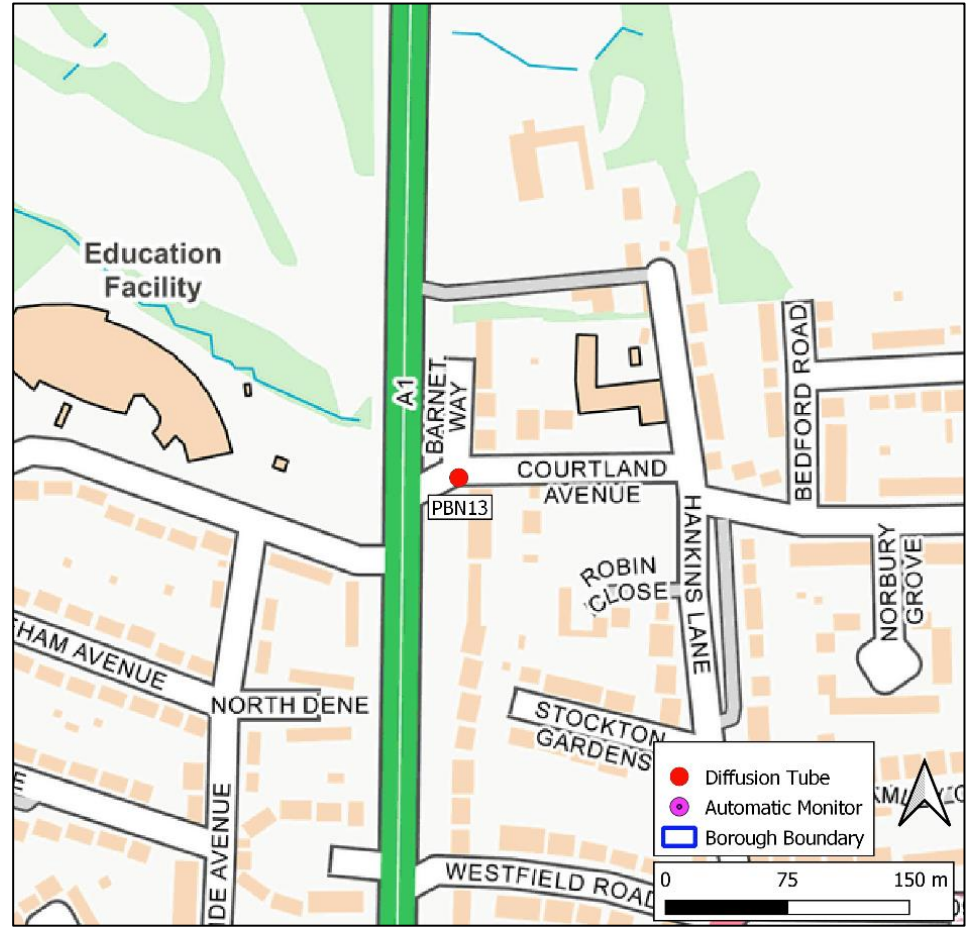 Education
Facility
A1
BARNET
WAY
BEDFORD ROAD
COURTLAND
AVENUE
PBN13
HANKINS LANE
ROBIN
CLOSE
NORBURY
GROVE
HAM AVENUE
NORTH DENE
STOCKTON
GARDENS
DE AVENUE
WESTFIELD ROAD
Diffusion Tube
Automatic Monitor
Borough Boundary
0 75 150 m